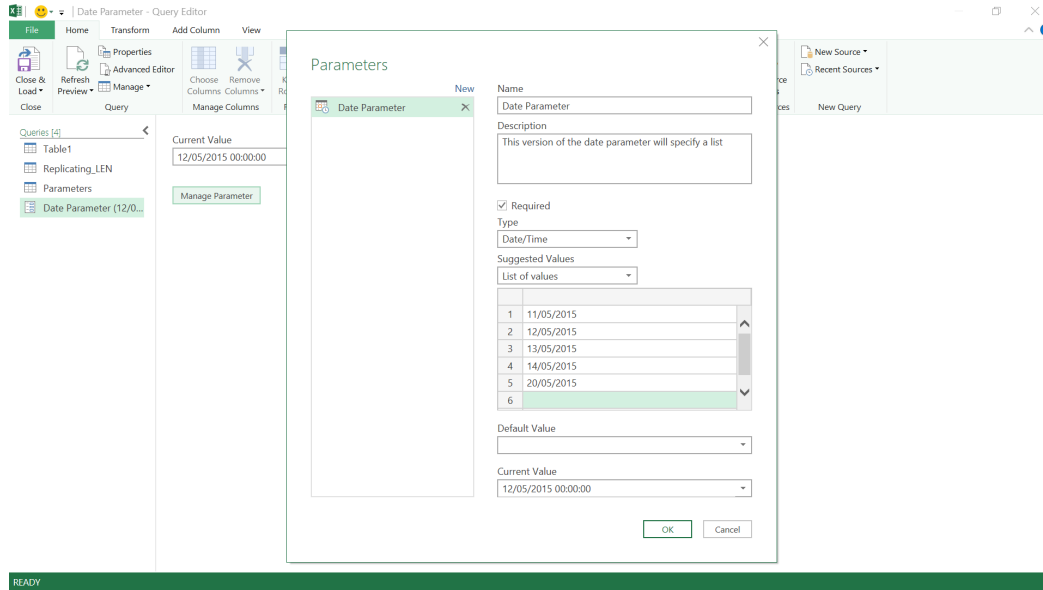 Date Parameter - Query Editor
File Home Transform Add Column View
Close & Load
Refresh Preview
Properties
Advanced Editor
Manage
Choose Columns
Remove Columns
New Source
Recent Sources
Close
Query
Manage Columns
New Query
Queries [4]
Table1
Replicating_LEN
Parameters
Date Parameter (12/0...
Current Value
12/05/2015 00:00:00
Manage Parameter
Parameters
New
Date Parameter
Name
Date Parameter
Description
This version of the date parameter will specify a list
Required
Type
Date/Time
Suggested Values
List of values
1 11/05/2015
2 12/05/2015
3 13/05/2015
4 14/05/2015
5 20/05/2015
6
Default Value
Current Value
12/05/2015 00:00:00
OK Cancel
READY